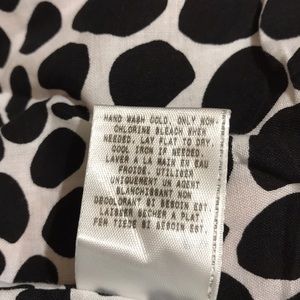 HAND WASH COLD, ONLY NON
CHLORINE BLEACH WHEN
NEEDED. LAY FLAT TO DRY.
COOL IRON IF NEEDED.
LAVER A LA MAIN EAU
FROIDE, UTILISER
UNIQUEMENT UN AGENT
BLANCHISSANT NON
DECOLORANT SI BESOIN EST
LAISSER SECHER A PLAT
FER TIEDE SI BESOIN EST